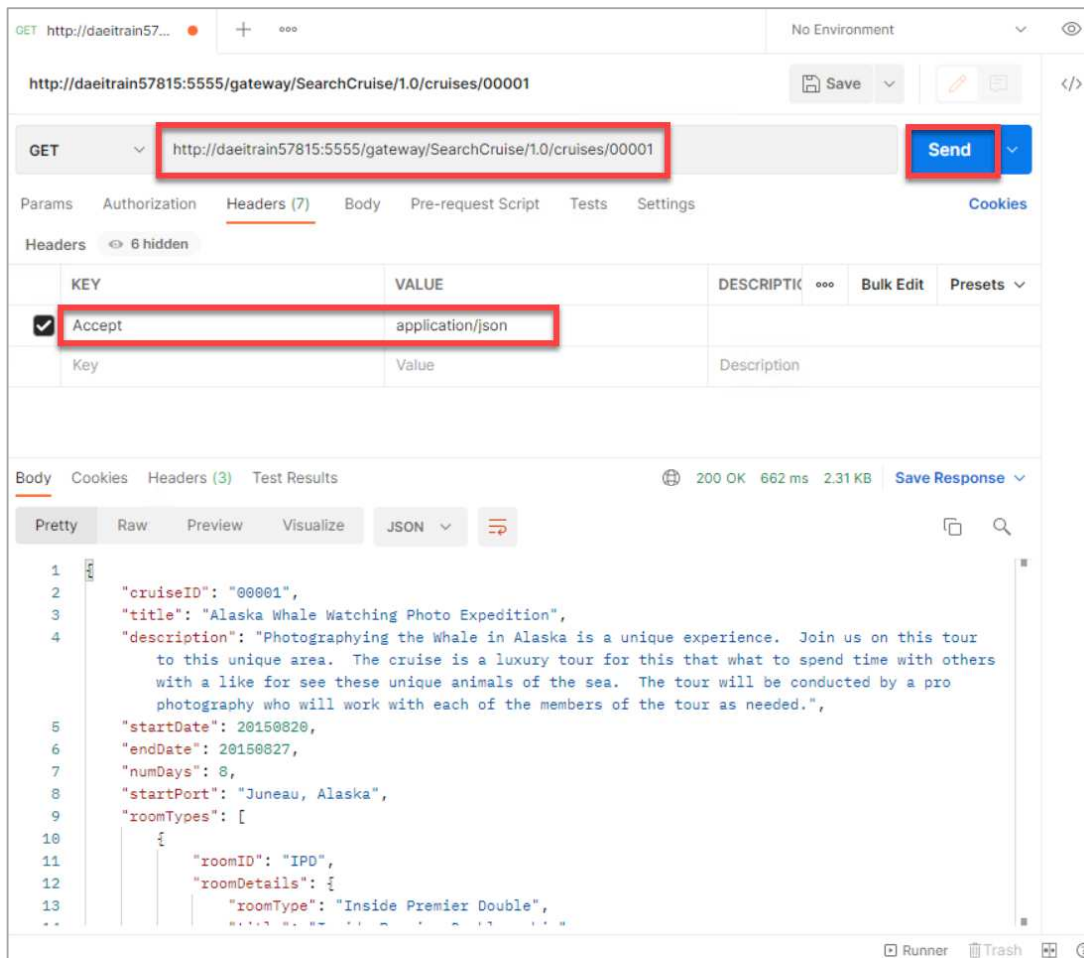 GET http://daeitrain57... + ooo No Environment
http://daeitrain57815:5555/gateway/SearchCruise/1.0/cruises/00001 Save </>
GET http://daeitrain57815:5555/gateway/SearchCruise/1.0/cruises/00001 Send
Params Authorization Headers (7) Body Pre-request Script Tests Settings Cookies
Headers 6 hidden
KEY VALUE DESCRIPTIC ooo Bulk Edit Presets
Accept application/json
Key Value Description
Body Cookies Headers (3) Test Results 200 OK 662 ms 2.31 KB Save Response
Pretty Raw Preview Visualize JSON
1 {
2 "cruiseID": "00001",
3 "title": "Alaska Whale Watching Photo Expedition",
4 "description": "Photographying the Whale in Alaska is a unique experience. Join us on this tour
to this unique area. The cruise is a luxury tour for this that what to spend time with others
with a like for see these unique animals of the sea. The tour will be conducted by a pro
photography who will work with each of the members of the tour as needed.",
5 "startDate": 20150820,
6 "endDate": 20150827,
7 "numDays": 8,
8 "startPort": "Juneau, Alaska",
9 "roomTypes": [
10 {
11 "roomID": "IPD",
12 "roomDetails": {
13 "roomType": "Inside Premier Double",
Runner Trash